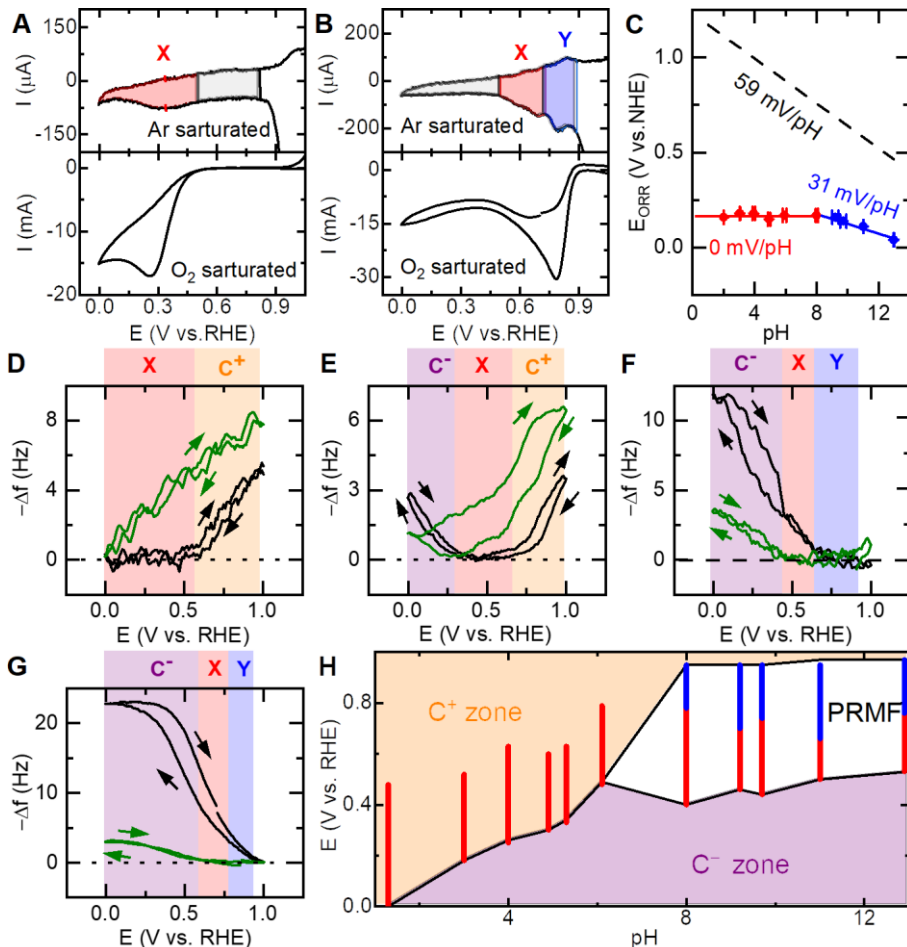 A
X
I (μA)
75
0
-75
-150
Ar sarturated
I (mA)
0
-10
-20
O2 sarturated
0.0 0.3 0.6 0.9
E (V vs.RHE)
B
X Y
I (μA)
100
0
-100
-200
Ar sarturated
I (mA)
0
-15
-30
O2 sarturated
0.0 0.3 0.6 0.9
E (V vs.RHE)
C
EORR (V vs.NHE)
1.0
0.5
0.0
59 mV/pH
31 mV/pH
0 mV/pH
0 4 8 12
pH
D
X C+
−Δf (Hz)
8
4
0
0.0 0.5 1.0
E (V vs. RHE)
E
C- X C+
−Δf (Hz)
6
3
0
0.0 0.5 1.0
E (V vs. RHE)
F
C- X Y
−Δf (Hz)
10
5
0
0.0 0.5 1.0
E (V vs. RHE)
G
C- X Y
−Δf (Hz)
20
10
0
0.0 0.5 1.0
E (V vs. RHE)
H
E (V vs. RHE)
0.8
0.4
0.0
C+ zone
PRMF
C− zone
4 8 12
pH